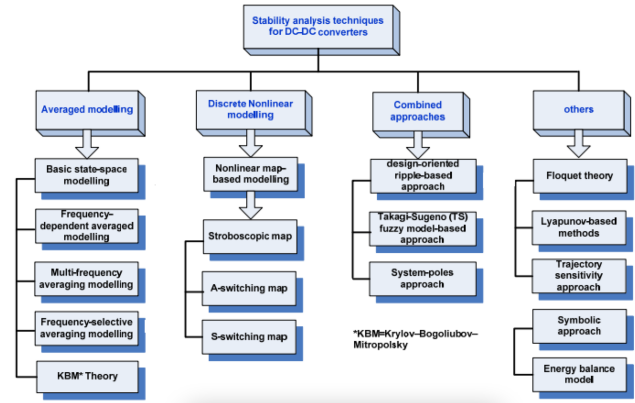 Stability analysis techniques
for DC-DC converters
Averaged modelling
Discrete Nonlinear
modelling
Combined
approaches
others
Basic state-space
modelling
Frequency-
dependent averaged
modelling
Multi-frequency
averaging modelling
Frequency-selective
averaging modelling
KBM* Theory
Nonlinear map-
based modelling
Stroboscopic map
A-switching map
S-switching map
design-oriented
ripple-based
approach
Takagi-Sugeno (TS)
fuzzy model-based
approach
System-poles
approach
*KBM=Krylov-Bogoliubov-
Mitropolsky
Floquet theory
Lyapunov-based
methods
Trajectory
sensitivity
approach
Symbolic
approach
Energy balance
model